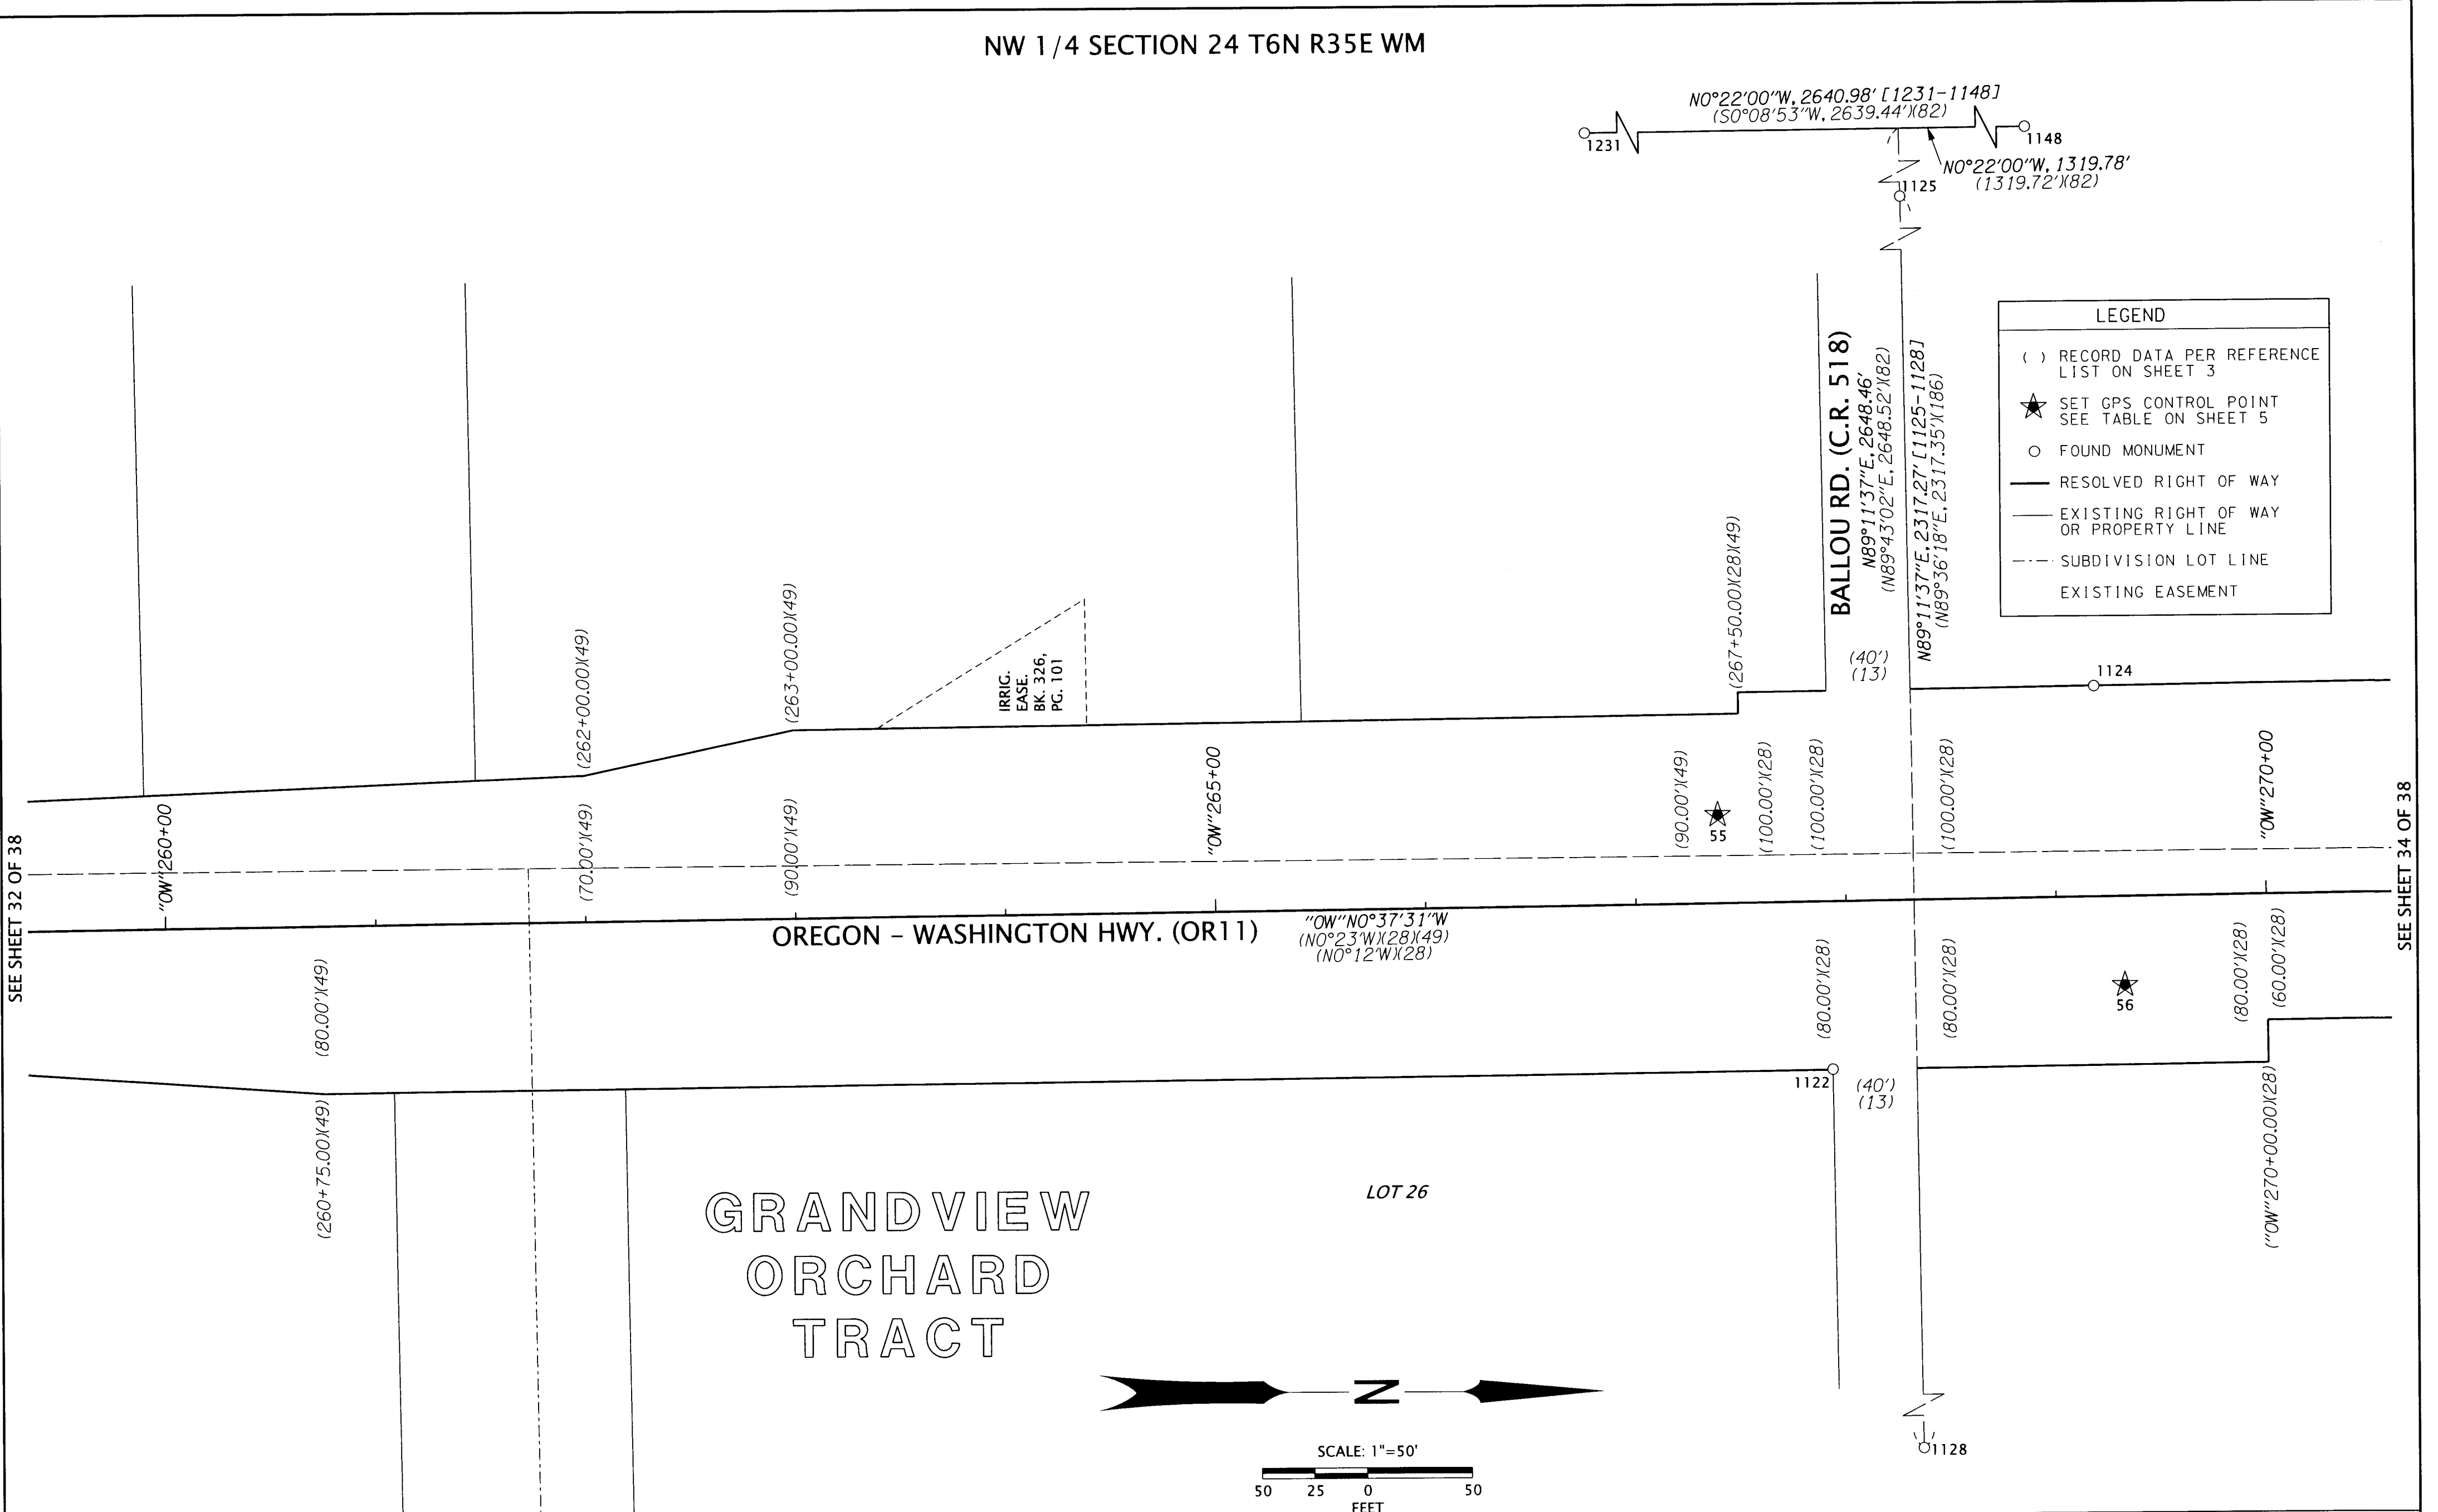 NW 1/4 SECTION 24 T6N R35E WM
N0°22'00"W, 2640.98' [1231-1148]
(S0°08'53"W, 2639.44')(82)
1231
1148
N0°22'00"W, 1319.78'
(1319.72')(82)
1125
LEGEND
( ) RECORD DATA PER REFERENCE
LIST ON SHEET 3
SET GPS CONTROL POINT
SEE TABLE ON SHEET 5
FOUND MONUMENT
RESOLVED RIGHT OF WAY
EXISTING RIGHT OF WAY
OR PROPERTY LINE
SUBDIVISION LOT LINE
EXISTING EASEMENT
BALLOU RD. (C.R. 518)
N89°11'37"E, 2648.46'
(N89°43'02"E, 2648.52')(82)
N89°11'37"E, 2317.27' [1125-1128]
(N89°36'18"E, 2317.35')(186)
(40')
(13)
1124
(262+00.00)(49)
(263+00.00)(49)
IRRIG.
EASE.
BK. 326,
PG. 101
(267+50.00)(28)(49)
SEE SHEET 32 OF 38
"OW"260+00
(70.00')(49)
(90.00')(49)
"OW"265+00
(90.00')(49)
55
(100.00')(28)
(100.00')(28)
(100.00')(28)
"OW"270+00
SEE SHEET 34 OF 38
OREGON - WASHINGTON HWY. (OR11)
"OW"N0°37'31"W
(N0°23'W)(28)(49)
(N0°12'W)(28)
(80.00')(49)
(80.00')(28)
(80.00')(28)
56
(80.00')(28)
(60.00')(28)
1122
(40')
(13)
(260+75.00)(49)
("OW"270+00.00)(28)
GRANDVIEW
ORCHARD
TRACT
LOT 26
N
SCALE: 1"=50'
50 25 0 50
FEET
1128